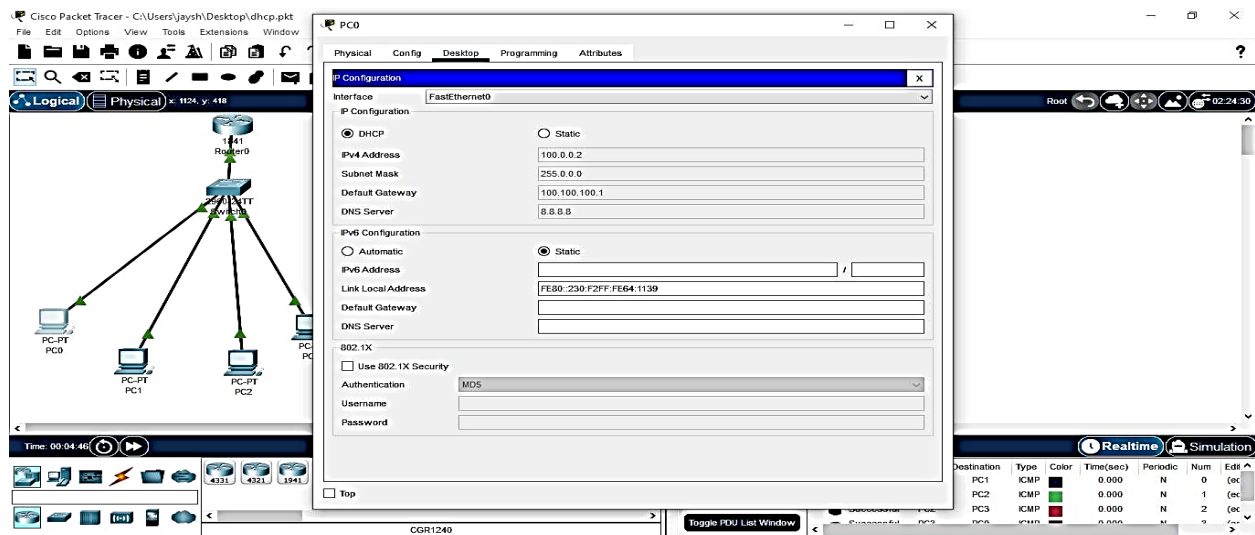 Cisco Packet Tracer - C:\Users\jaysh\Desktop\dhcp.pkt
File Edit Options View Tools Extensions Window
?
Logical Physical x: 1124, y: 418
Root 02:24:30
1841
Router0
2960-24TT
Switch0
PC-PT
PC0
PC-PT
PC1
PC-PT
PC2
PC0
Physical Config Desktop Programming Attributes
IP Configuration X
Interface FastEthernet0
IP Configuration
DHCP Static
IPv4 Address 100.0.0.2
Subnet Mask 255.0.0.0
Default Gateway 100.100.100.1
DNS Server 8.8.8.8
IPv6 Configuration
Automatic Static
IPv6 Address /
Link Local Address FE80::230:F2FF:FE64:1139
Default Gateway
DNS Server
802.1X
Use 802.1X Security
Authentication MD5
Username
Password
Top
Time: 00:04:46
Realtime Simulation
4331 4321 1941
CGR1240
Toggle PDU List Window
Destination Type Color Time(sec) Periodic Num Edit
PC1 ICMP 0.000 N 0
PC2 ICMP 0.000 N 1
Successful PC2 PC3 ICMP 0.000 N 2